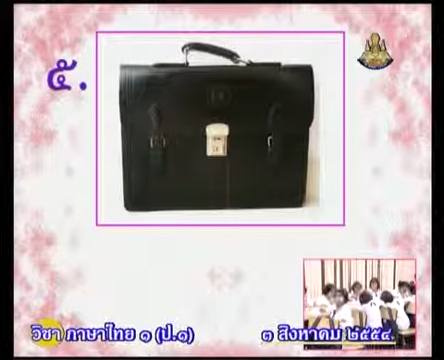 ๕.
วิชา ภาษาไทย ๑ (ป.๑)
๓ สิงหาคม ๒๕๕๔